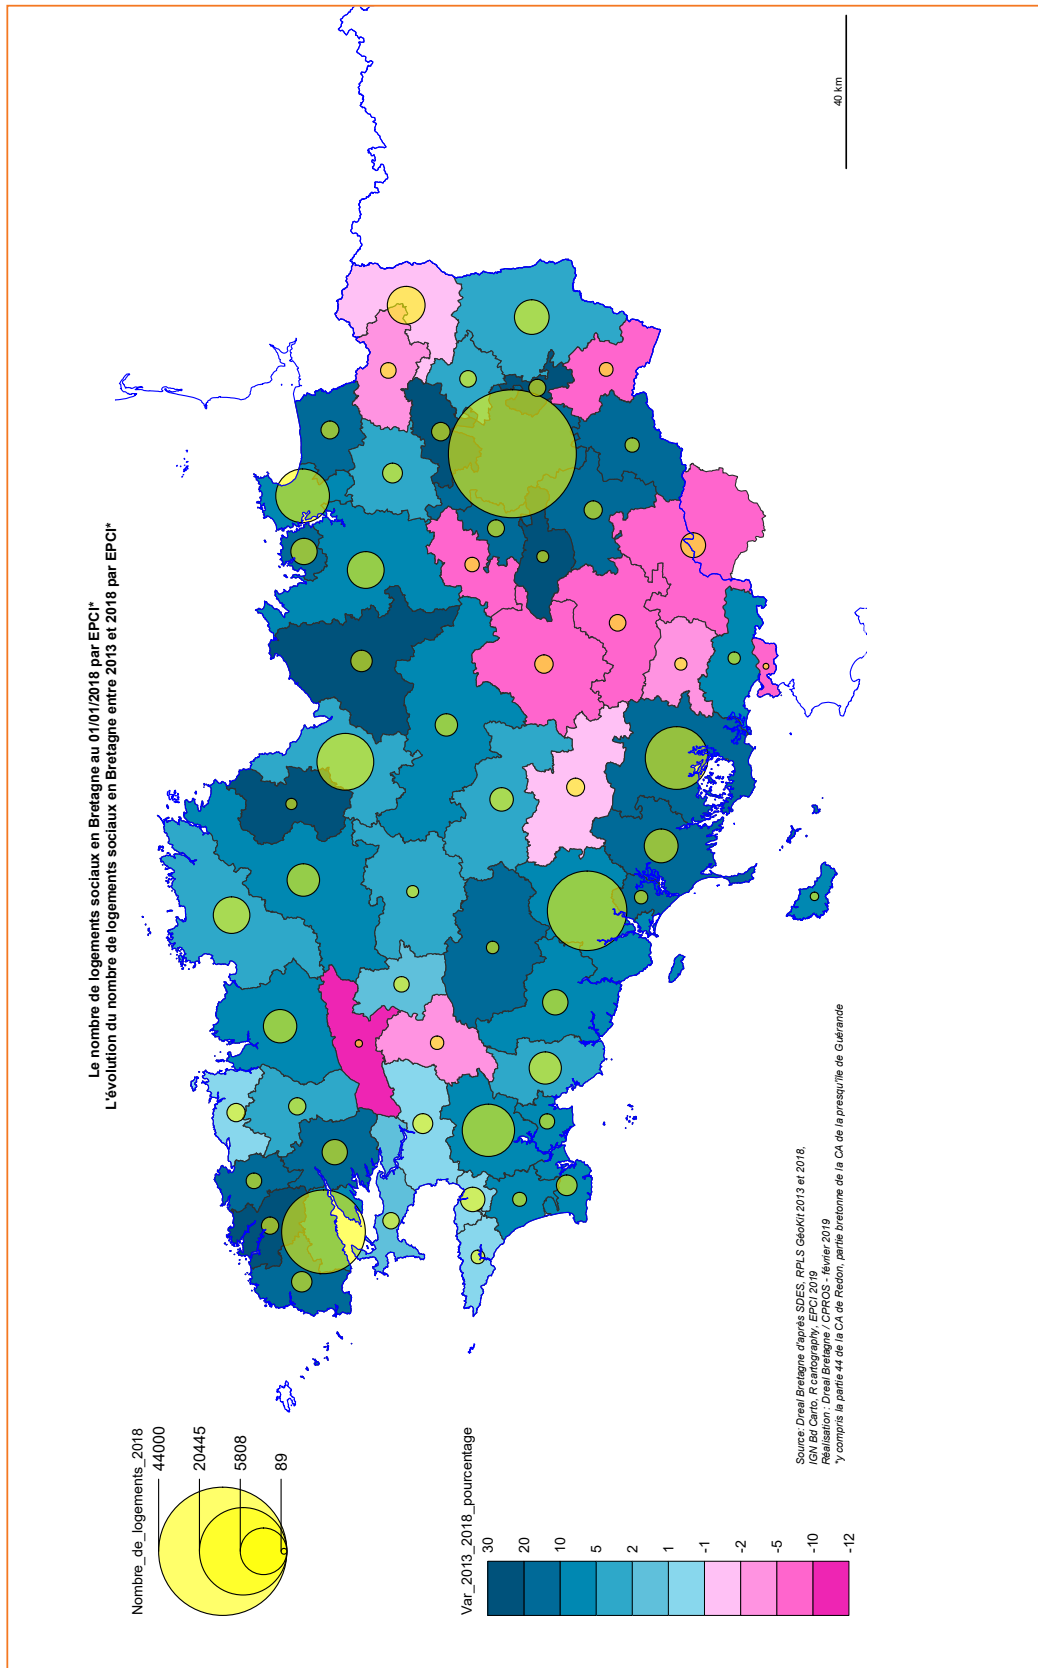 Le nombre de logements sociaux en Bretagne au 01/01/2018 par EPCI*
L'évolution du nombre de logements sociaux en Bretagne entre 2013 et 2018 par EPCI*
Nombre_de_logements_2018
44000
20445
5808
89
Var_2013_2018_pourcentage
30
20
10
5
2
1
-1
-2
-5
-10
-12
Source: Dreal Bretagne d'après SDES, RPLS GéoKit 2013 et 2018,
IGN Bd Carto, R cartography, EPCI 2019
Réalisation : Dreal Bretagne / CPROS - février 2019
*y compris la partie 44 de la CA de Redon, partie bretonne de la CA de la presqu'île de Guérande
40 km